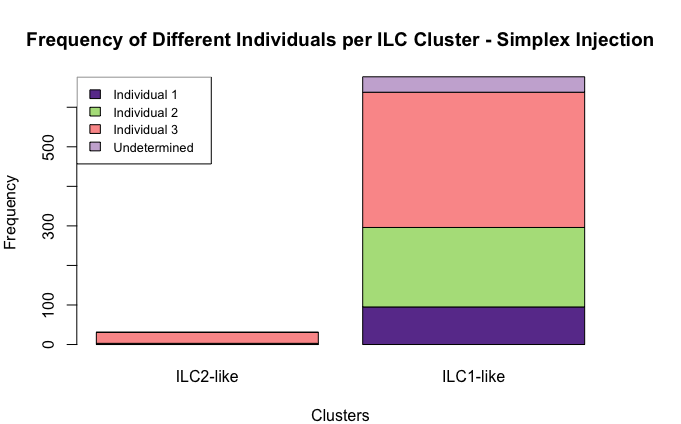 Frequency of Different Individuals per ILC Cluster - Simplex Injection
Individual 1
Individual 2
Individual 3
Undetermined
500
300
100
0
Frequency
ILC2-like
ILC1-like
Clusters